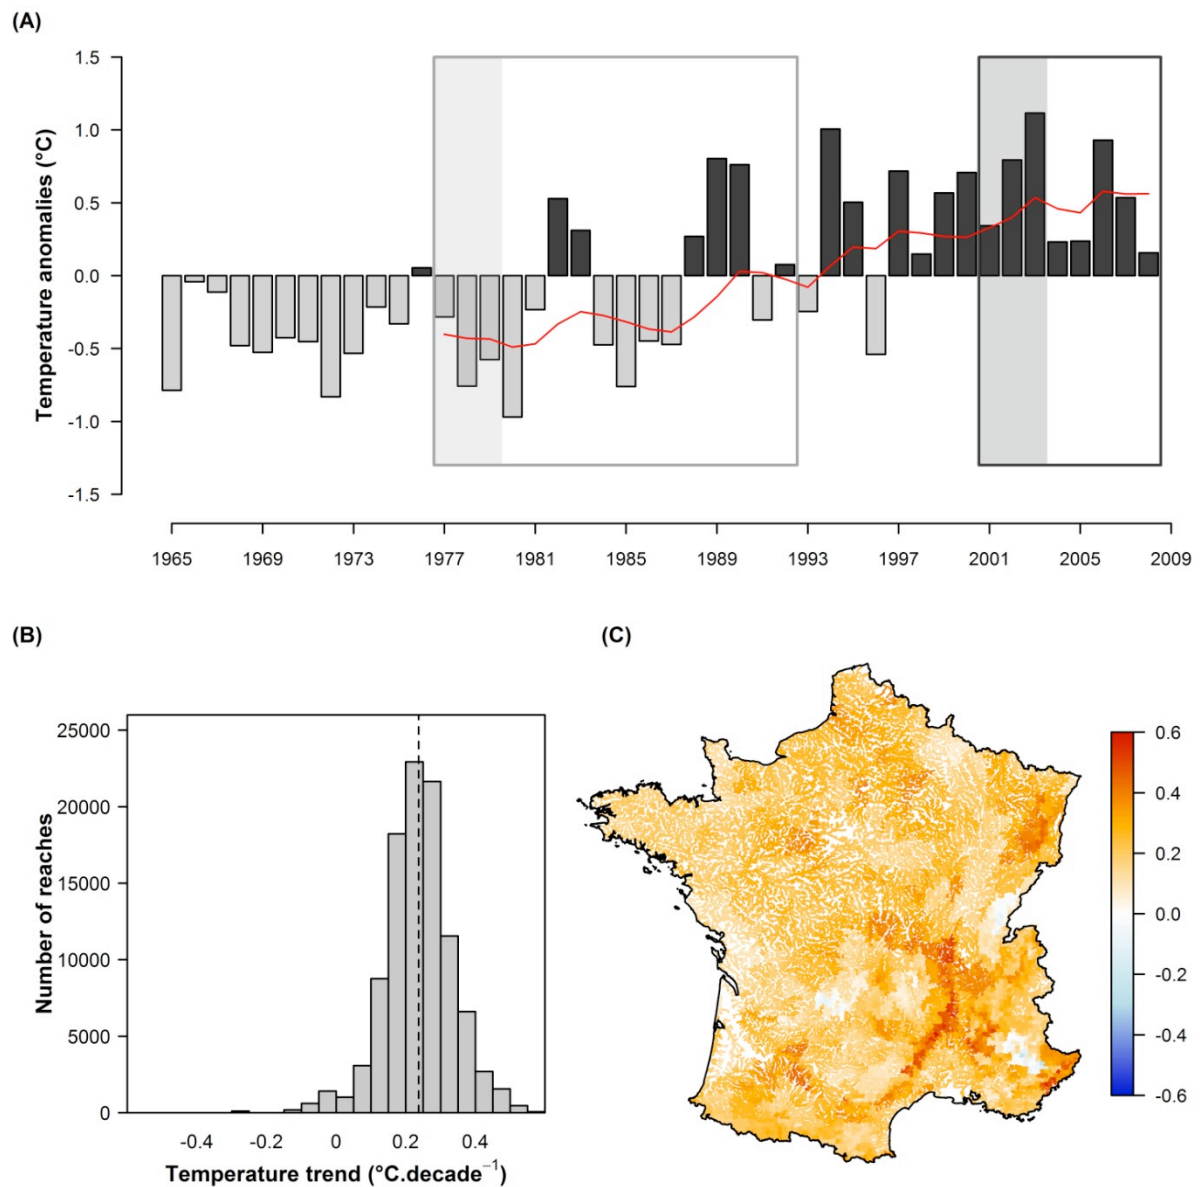 (A)
Temperature anomalies (°C)
1.5
1.0
0.5
0.0
-0.5
-1.0
-1.5
1965 1969 1973 1977 1981 1985 1989 1993 1997 2001 2005 2009
(B)
Number of reaches
25000
20000
15000
10000
5000
0
-0.4 -0.2 0 0.2 0.4
Temperature trend (°C.decade⁻¹)
(C)
0.6
0.4
0.2
0.0
-0.2
-0.4
-0.6